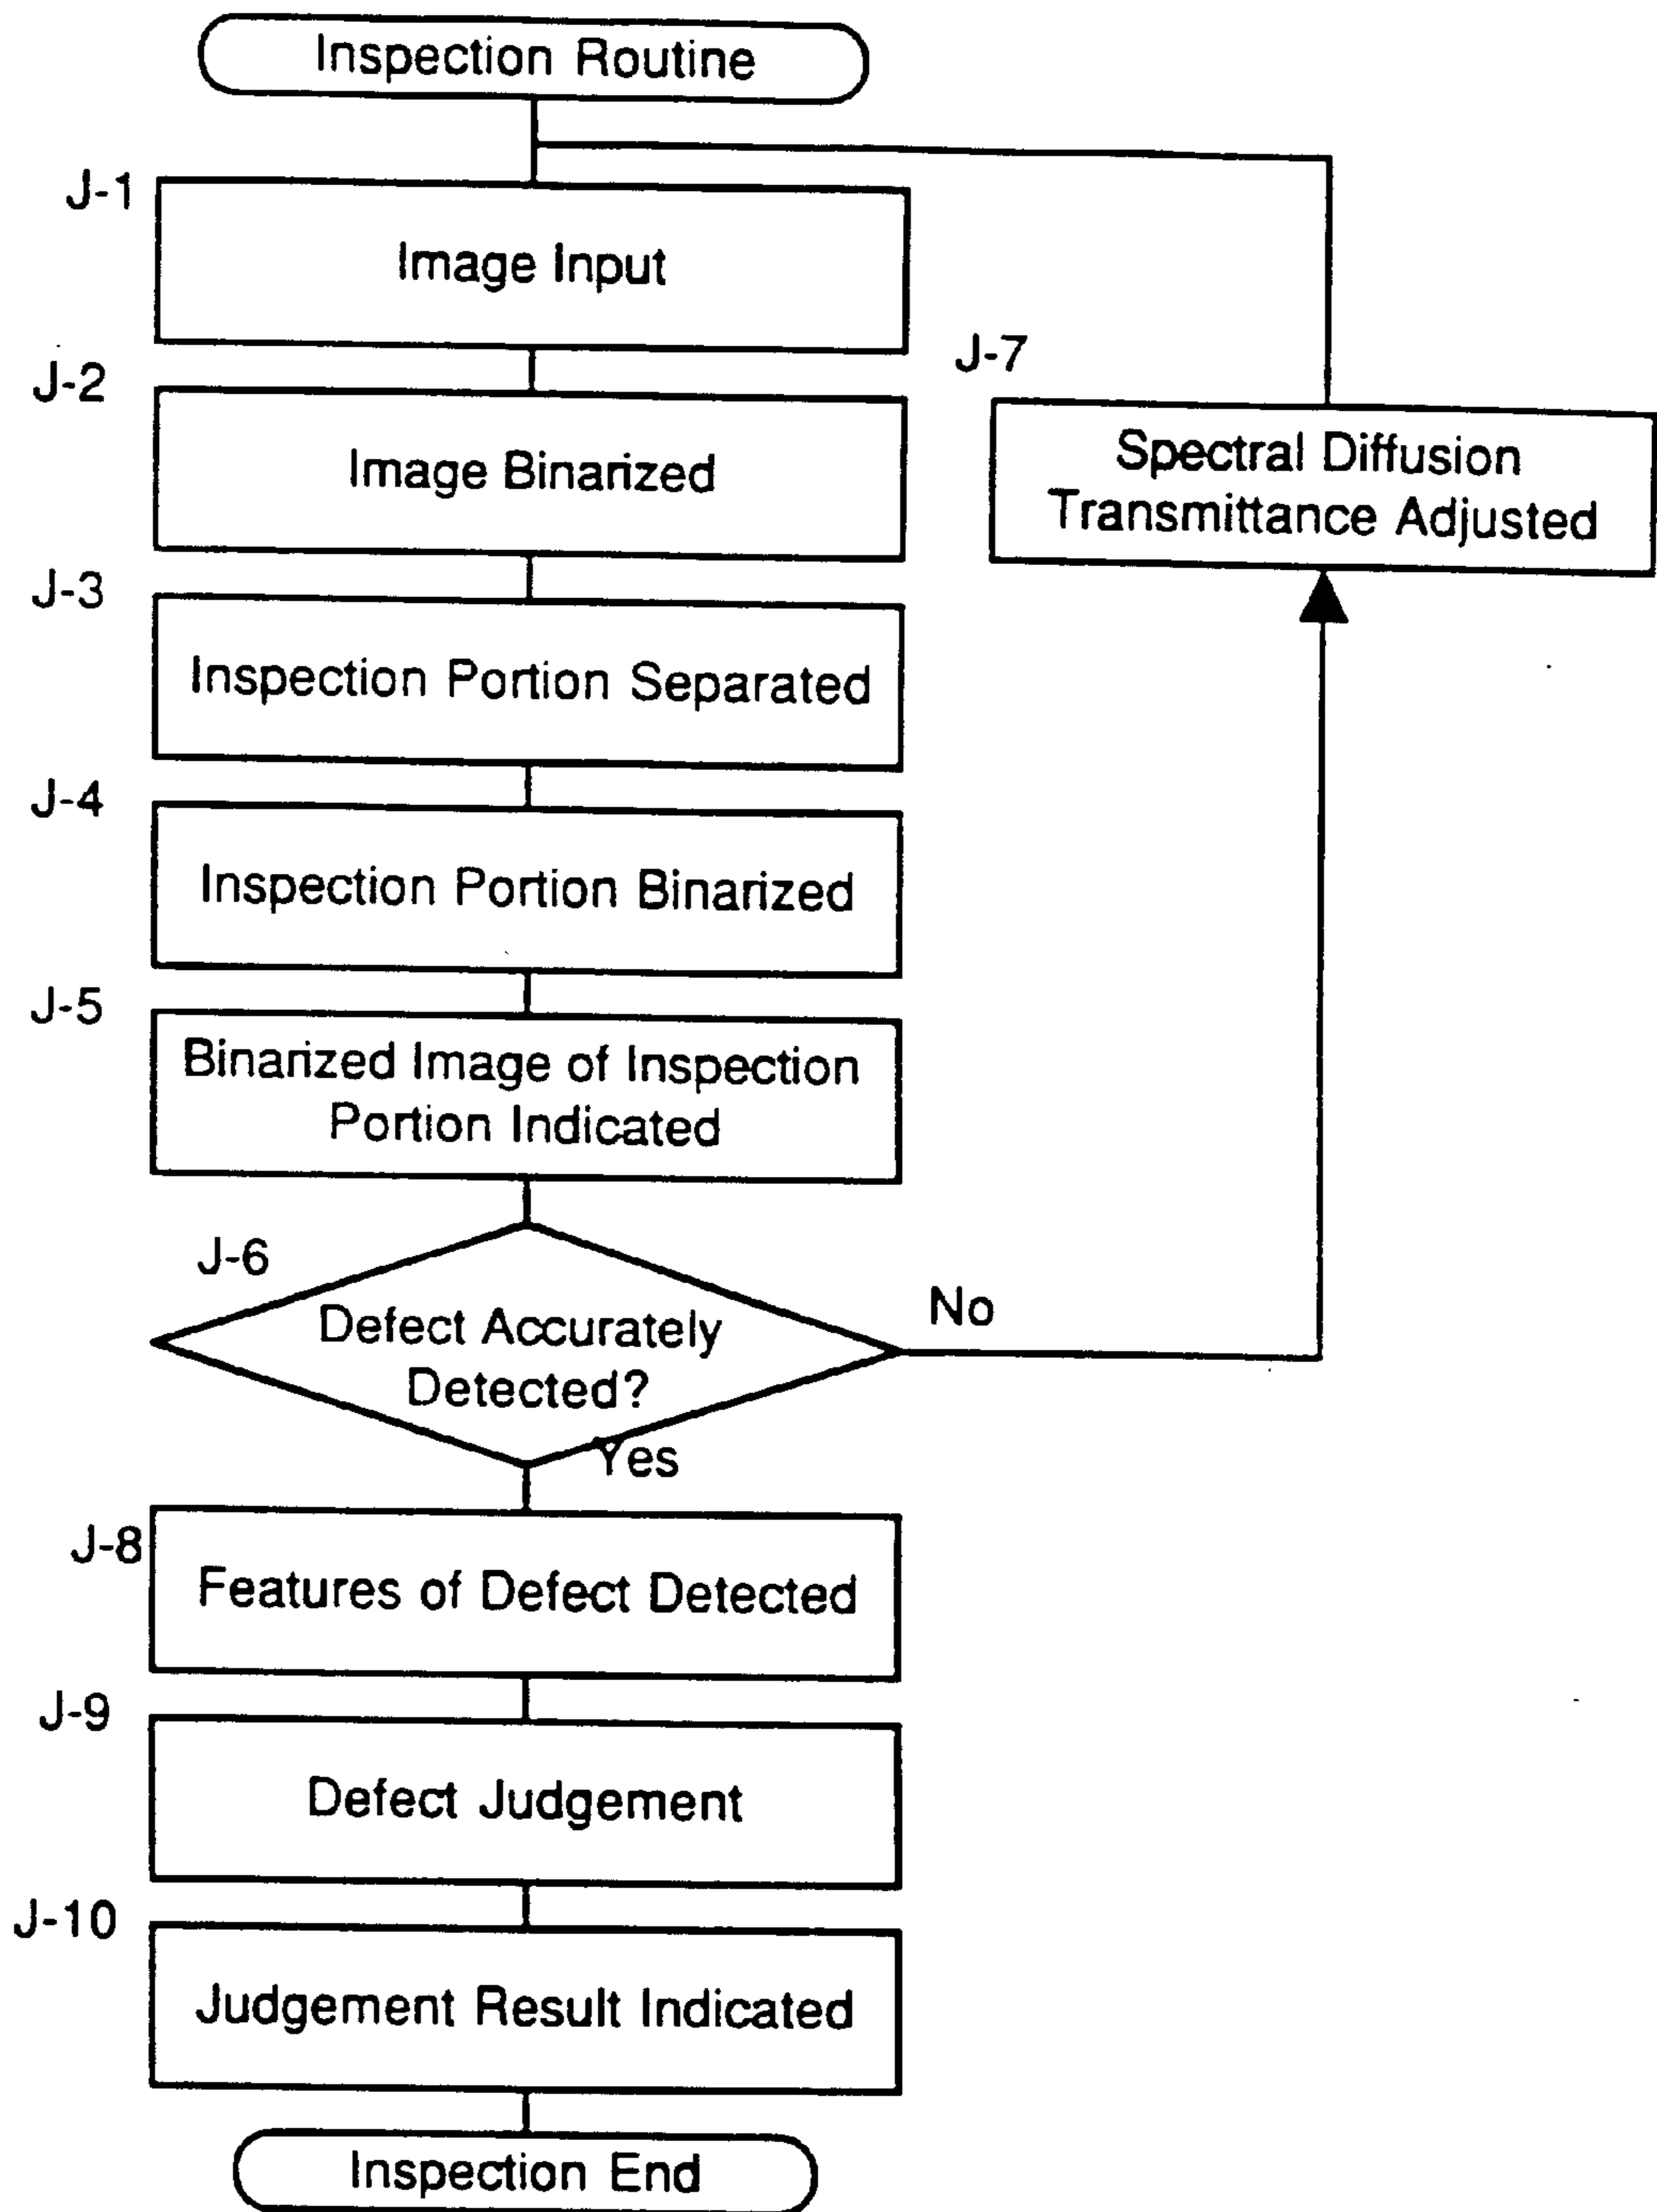 Inspection Routine
J-1
Image Input
J-2
Image Binarized
J-7
Spectral Diffusion
Transmittance Adjusted
J-3
Inspection Portion Separated
J-4
Inspection Portion Binarized
J-5
Binarized Image of Inspection
Portion Indicated
J-6
Defect Accurately
Detected?
No
Yes
J-8
Features of Defect Detected
J-9
Defect Judgement
J-10
Judgement Result Indicated
Inspection End